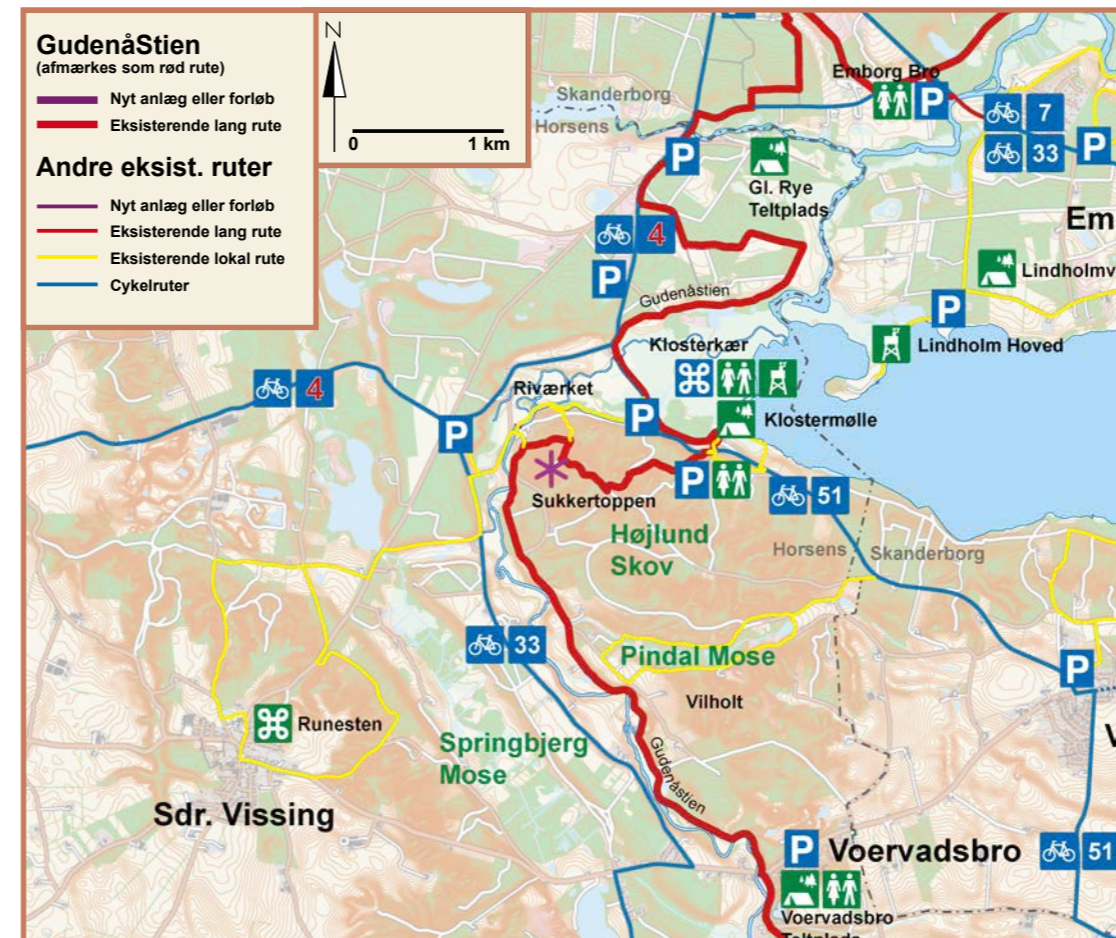 GudenåStien
(afmærkes som rød rute)
Nyt anlæg eller forløb
Eksisterende lang rute
Andre eksist. ruter
Nyt anlæg eller forløb
Eksisterende lang rute
Eksisterende lokal rute
Cykelruter
N
0 1 km
Skanderborg
Horsens
Emborg Bro
P
7
33
P
P
Gl. Rye
Teltplads
Em
4
P
Gudenåstien
Lindholmv
P
Lindholm Hoved
Klosterkær
4
Riværket
P
Klostermølle
P
P
Sukkertoppen
51
Højlund
Skov
Horsens
Skanderborg
33
Pindal Mose
P
Vilholt
Runesten
V
Springbjerg
Mose
Gudenåstien
Sdr. Vissing
P Voervadsbro
51
Voervadsbro
Teltplads